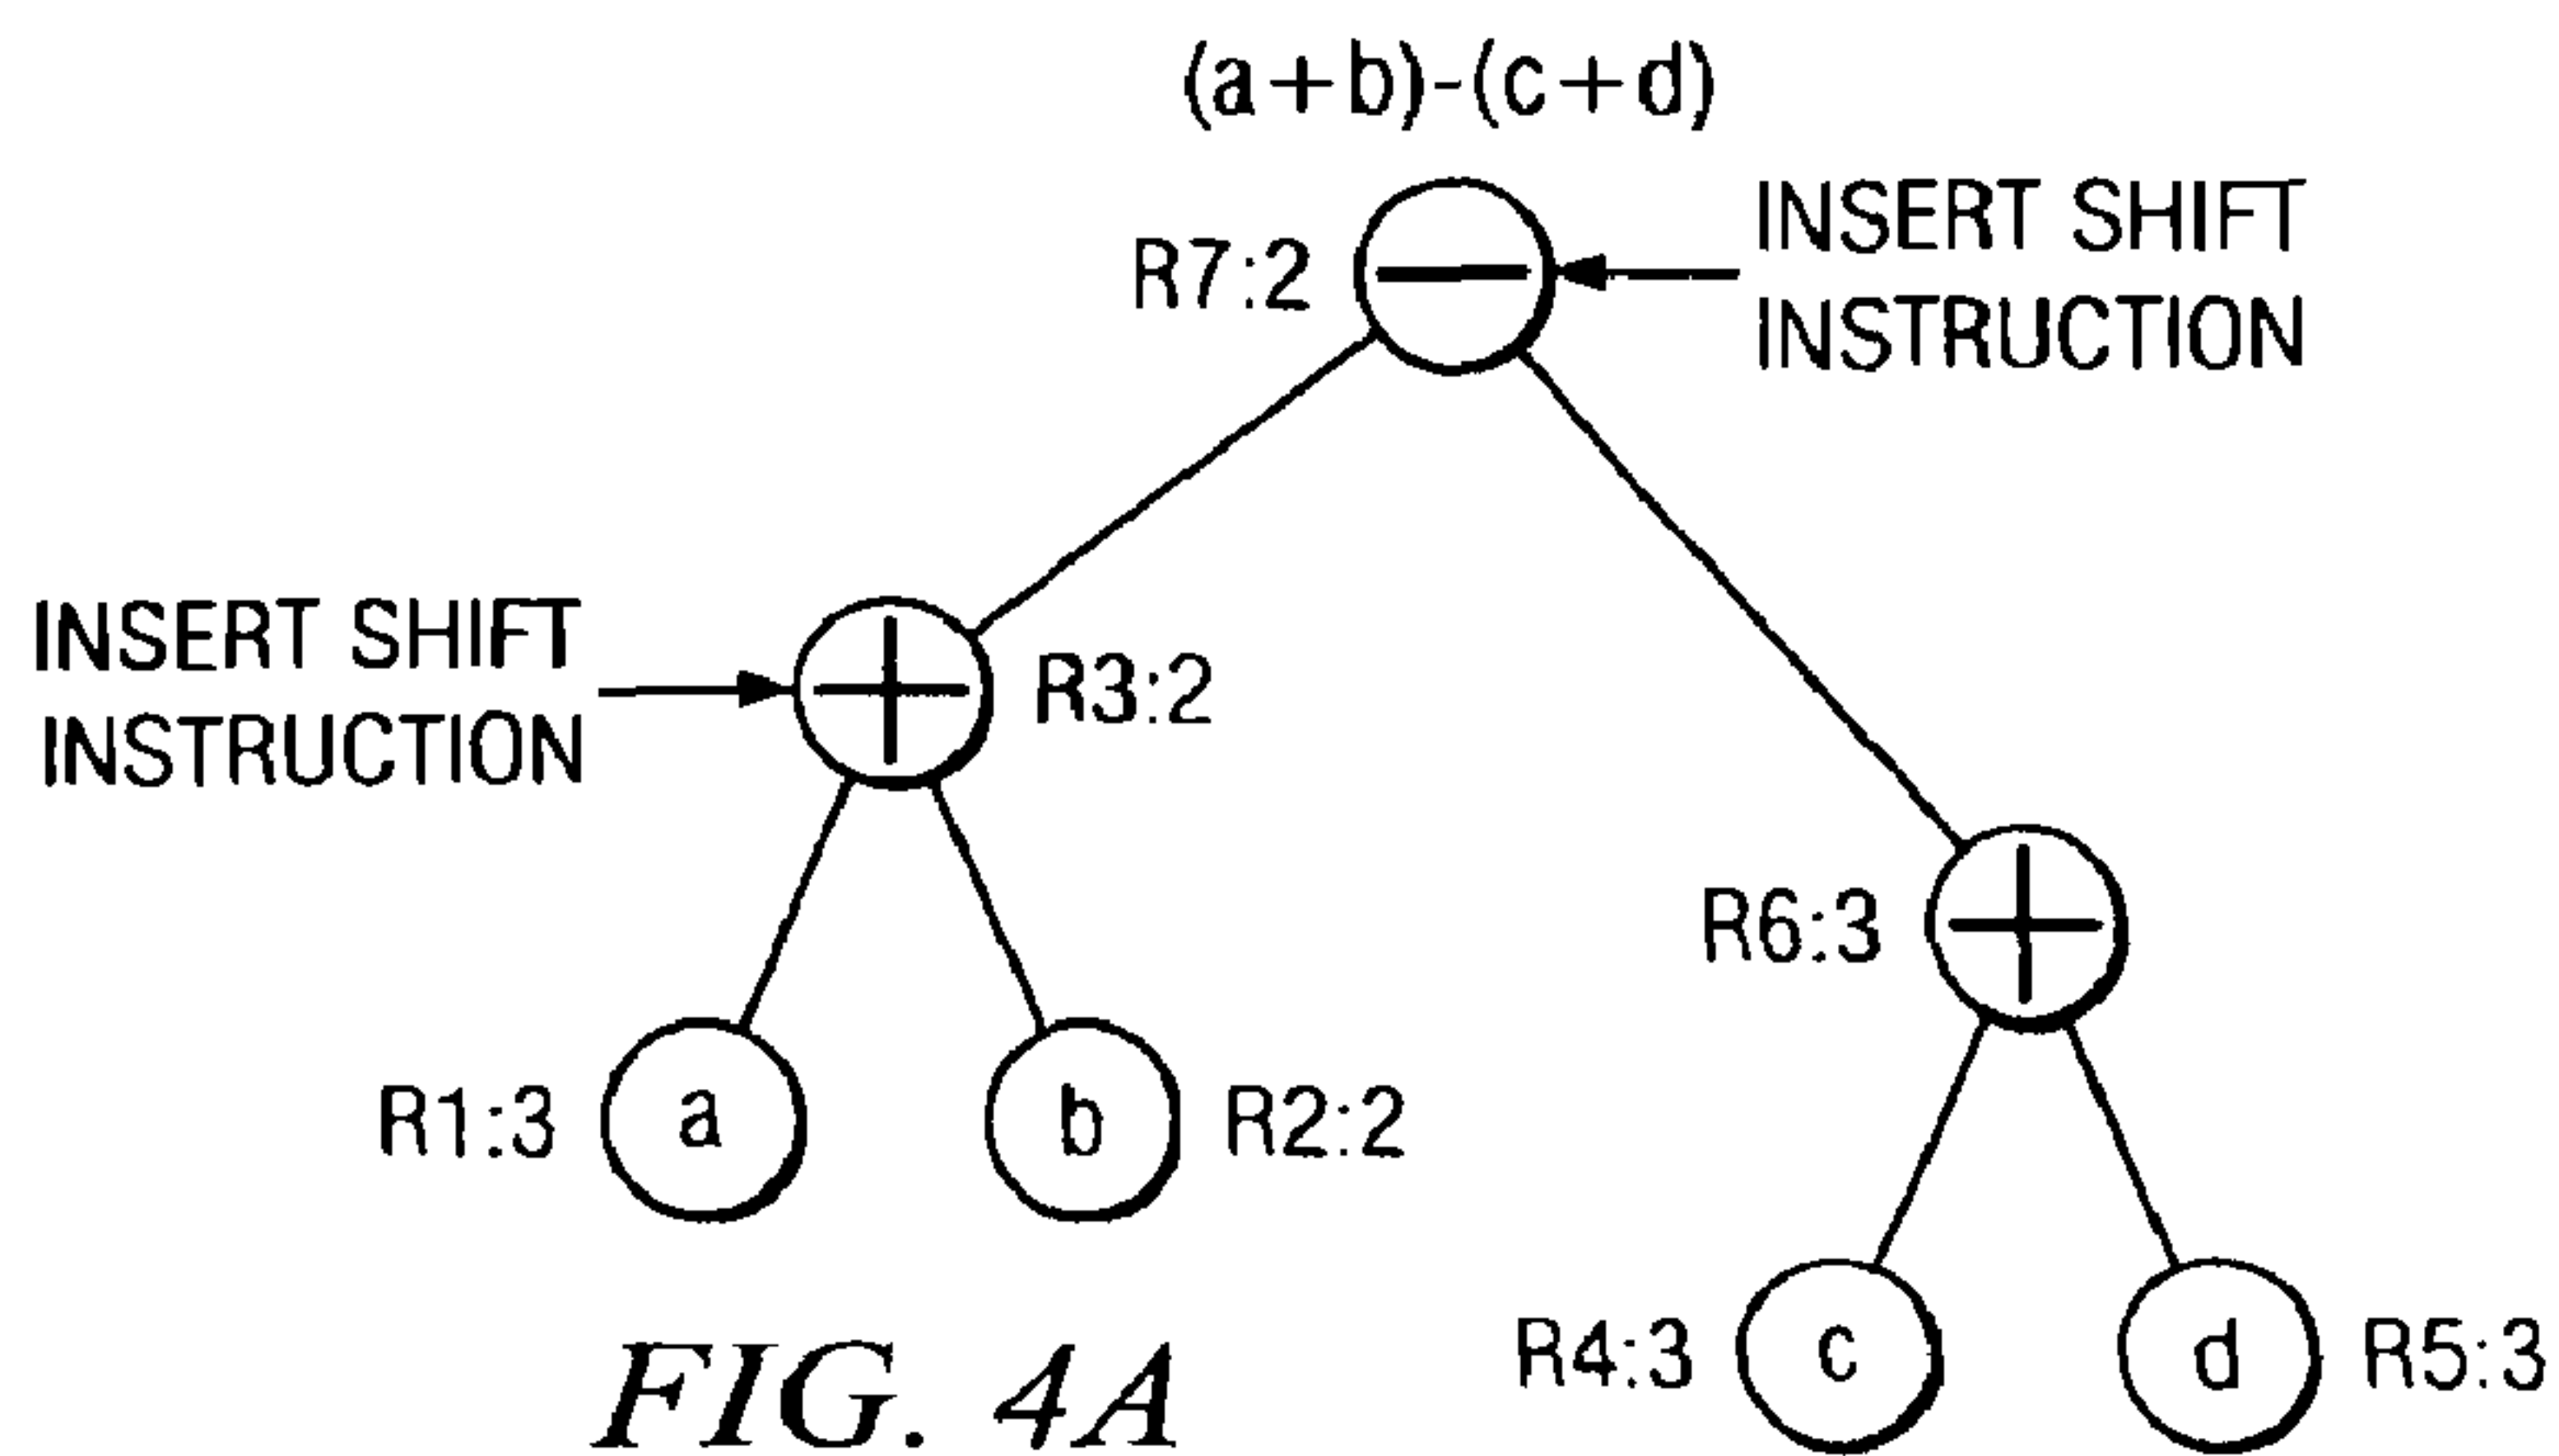 (a+b)-(c+d)
R7:2
INSERT SHIFT
INSTRUCTION
INSERT SHIFT
INSTRUCTION
R3:2
R6:3
R1:3
a
b
R2:2
R4:3
c
d
R5:3
FIG. 4A